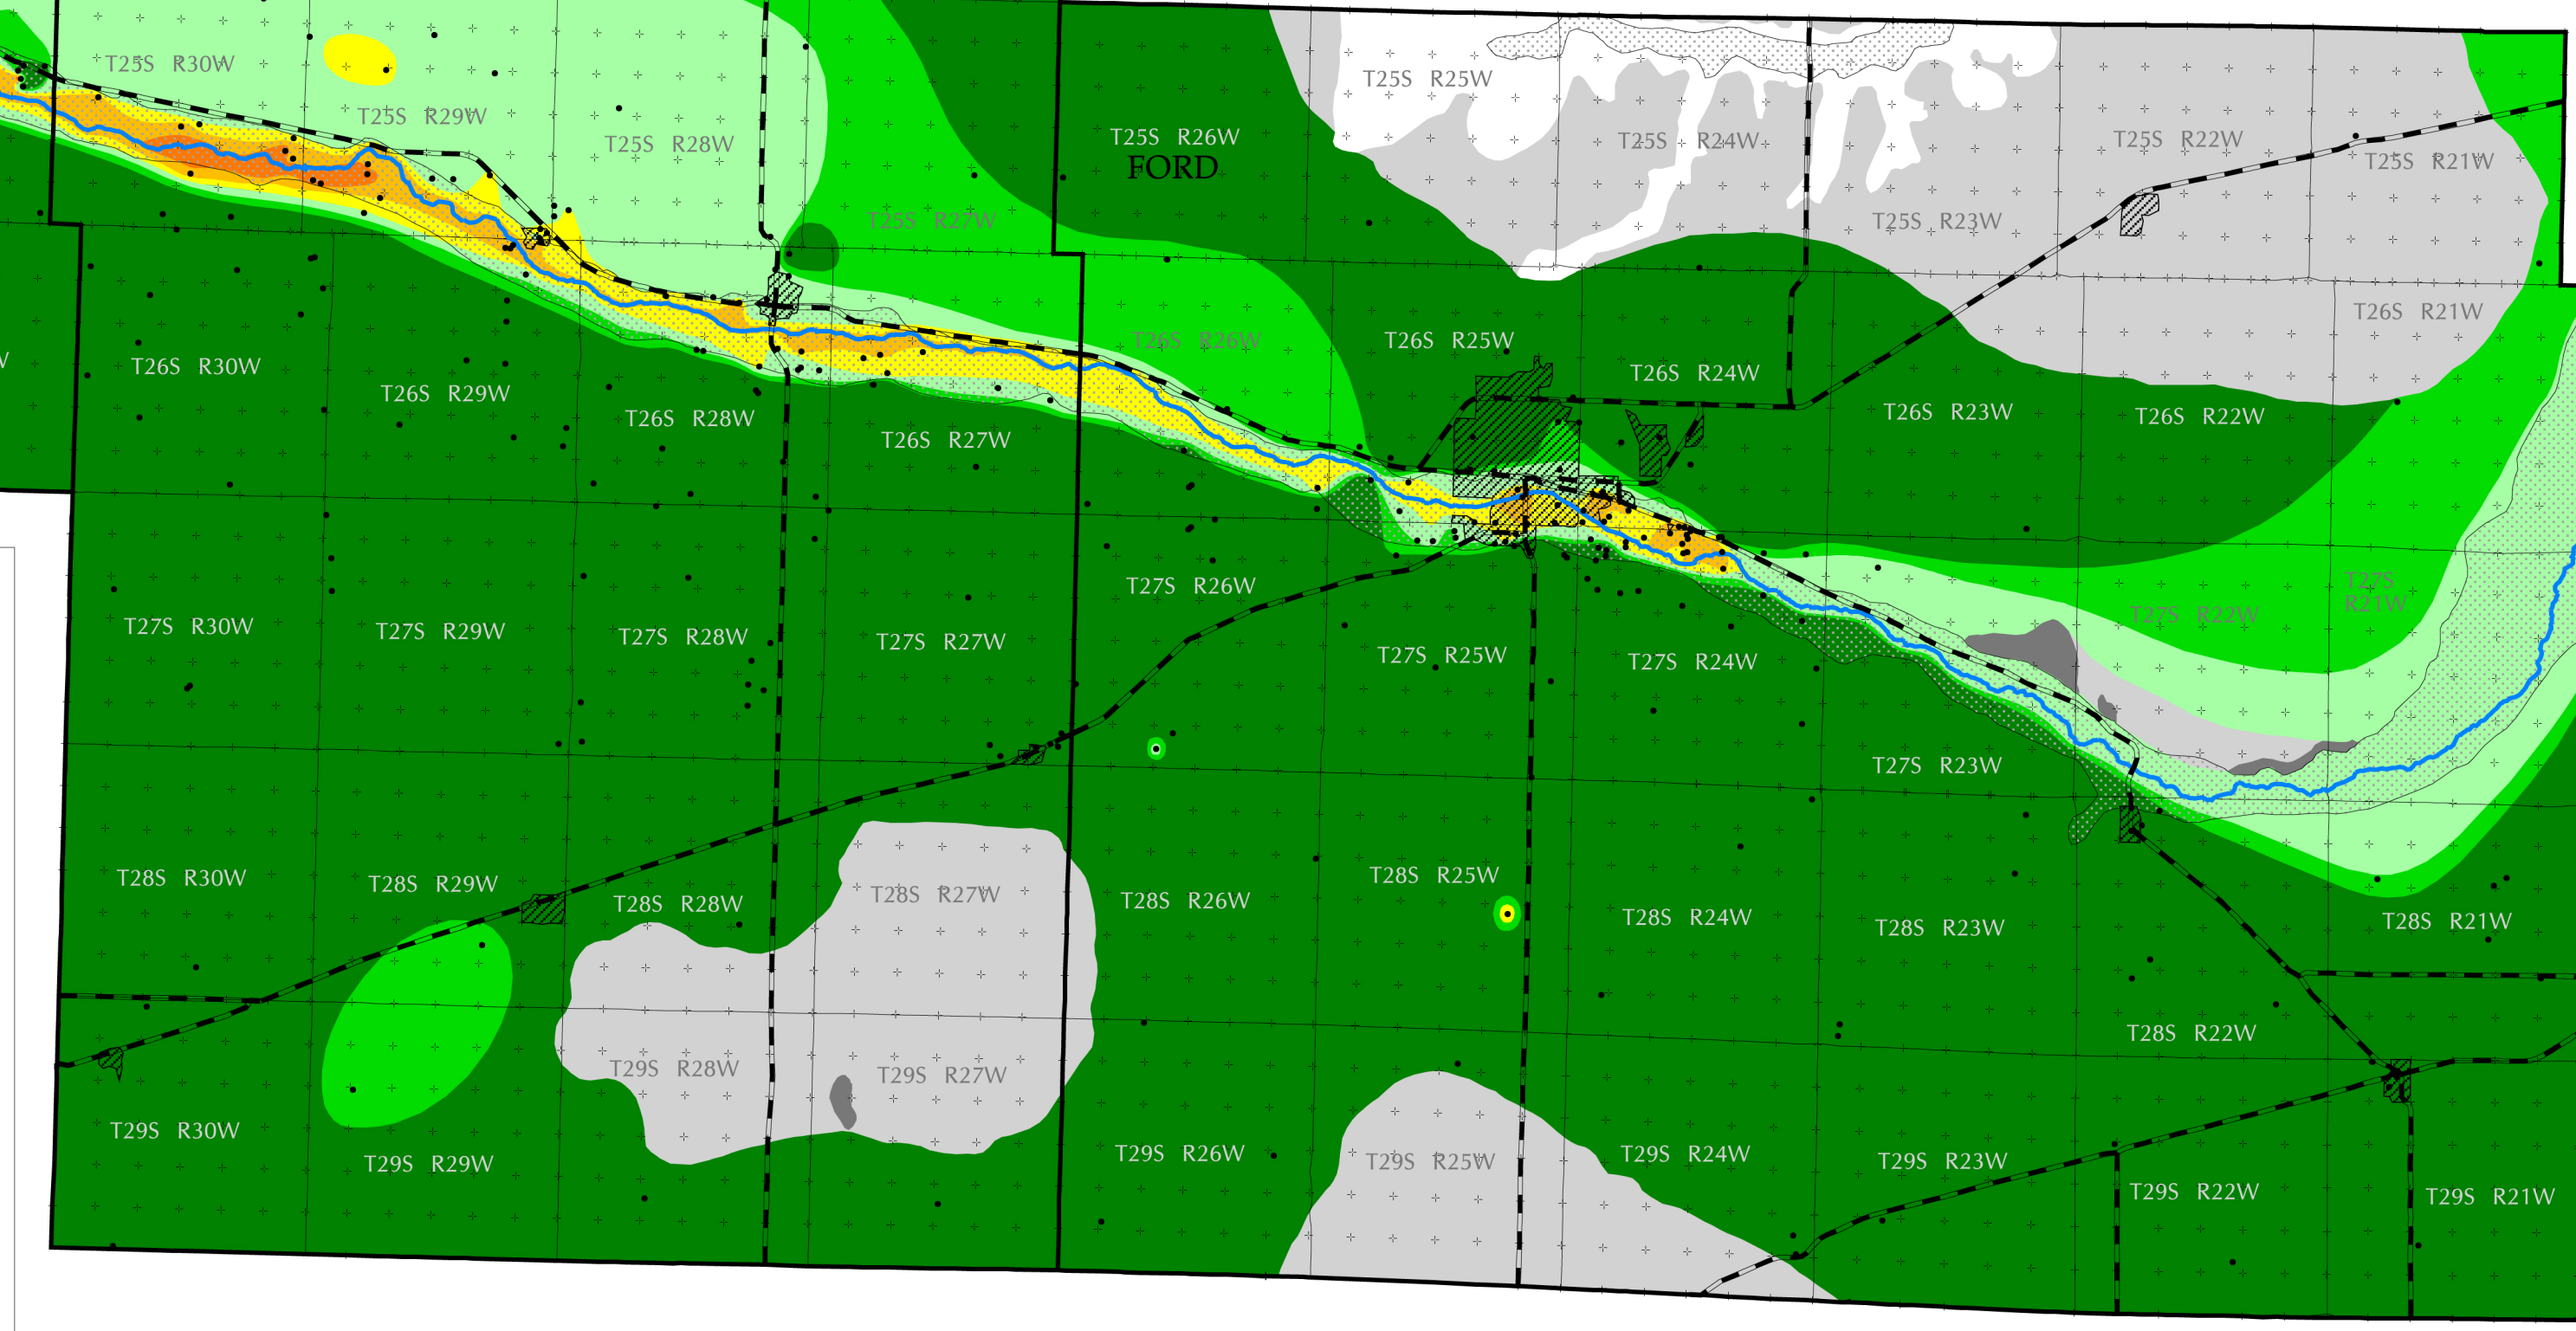 T25S R30W
T25S R29W
T25S R28W
T25S R27W
T25S R26W
FORD
T25S R25W
T25S R24W
T25S R23W
T25S R22W
T25S R21W
W
T26S R30W
T26S R29W
T26S R28W
T26S R27W
T26S R26W
T26S R25W
T26S R24W
T26S R23W
T26S R22W
T26S R21W
T27S R30W
T27S R29W
T27S R28W
T27S R27W
T27S R26W
T27S R25W
T27S R24W
T27S R23W
T27S R22W
T27S
R21W
T28S R30W
T28S R29W
T28S R28W
T28S R27W
T28S R26W
T28S R25W
T28S R24W
T28S R23W
T28S R22W
T28S R21W
T29S R30W
T29S R29W
T29S R28W
T29S R27W
T29S R26W
T29S R25W
T29S R24W
T29S R23W
T29S R22W
T29S R21W